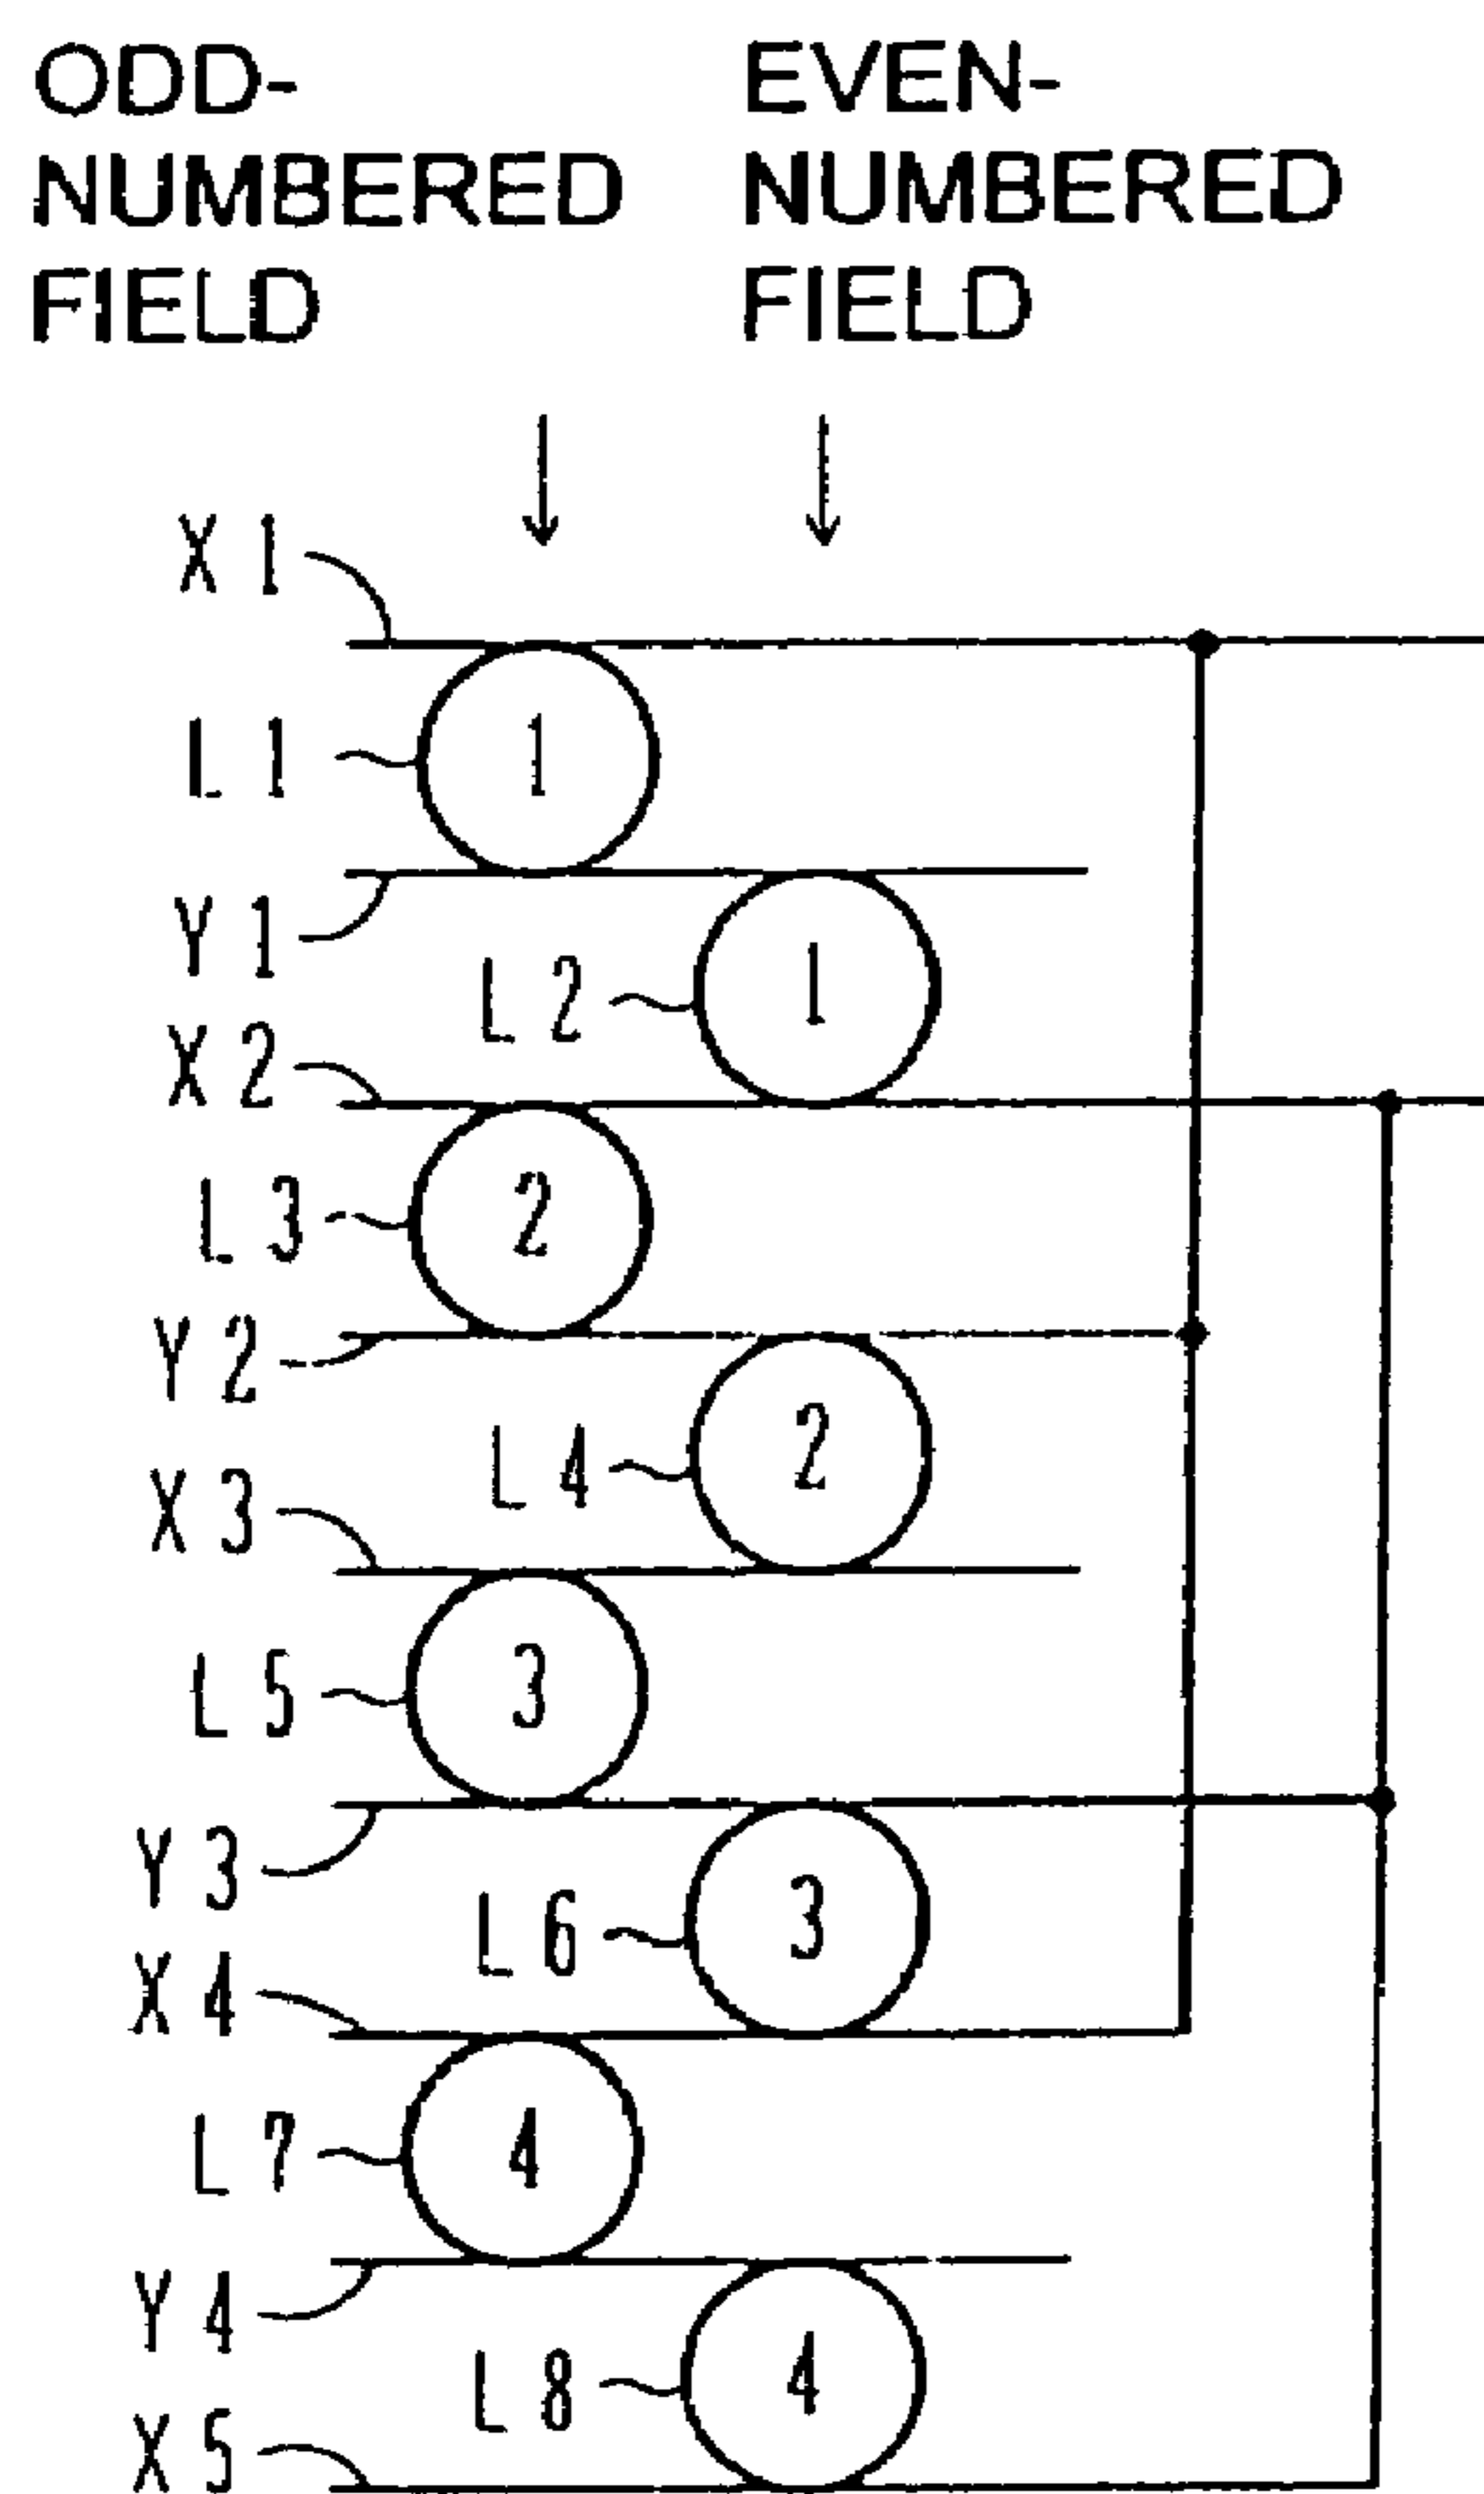 ODD-
NUMBERED
FIELD
EVEN-
NUMBERED
FIELD
X1
L1
1
Y1
L2
1
X2
L3
2
Y2
L4
2
X3
L5
3
Y3
L6
3
X4
L7
4
Y4
L8
4
X5